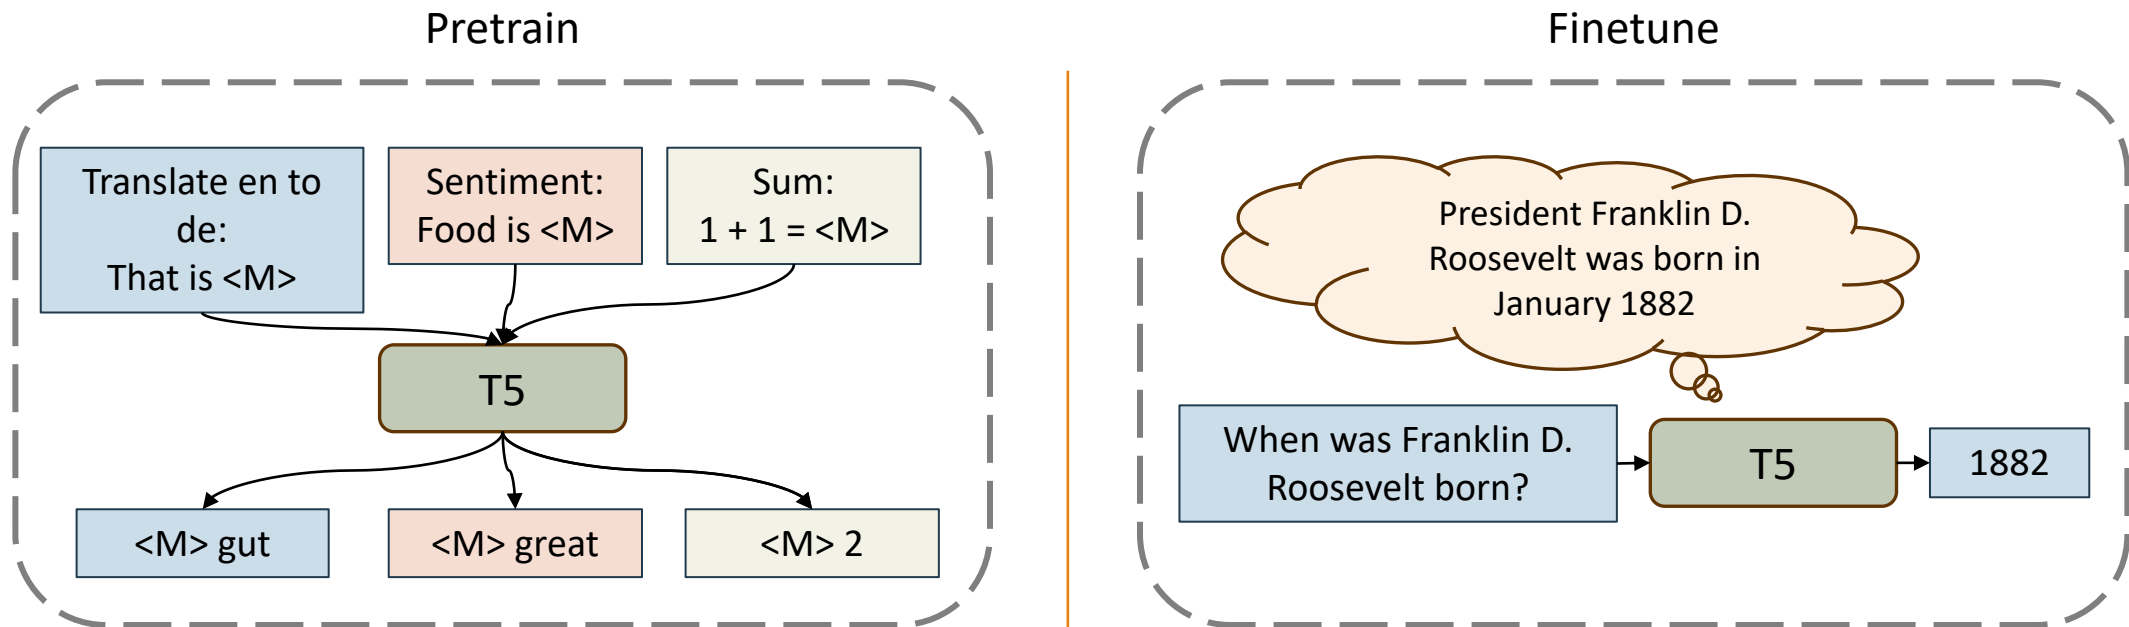 Pretrain
Translate en to
de:
That is <M>
Sentiment:
Food is <M>
Sum:
1 + 1 = <M>
T5
<M> gut
<M> great
<M> 2
Finetune
President Franklin D.
Roosevelt was born in
January 1882
When was Franklin D.
Roosevelt born?
T5
1882